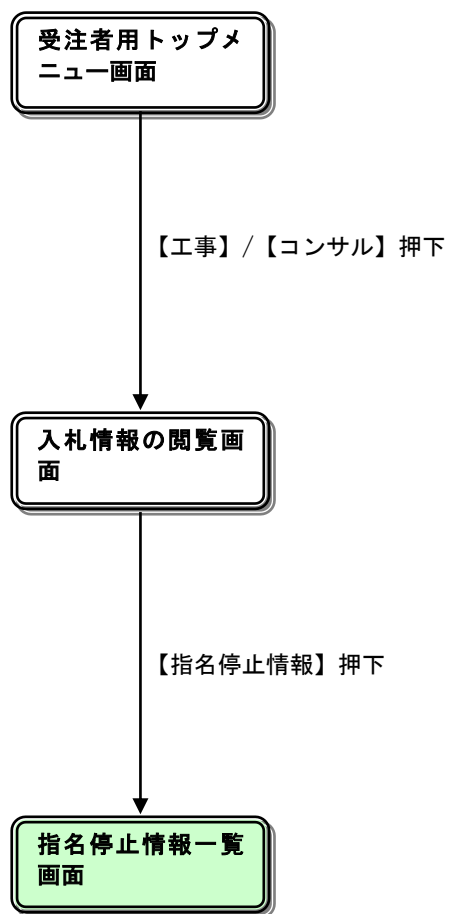 受注者用トップメ
ニュー画面
【工事】/【コンサル】押下
入札情報の閲覧画
面
【指名停止情報】押下
指名停止情報一覧
画面